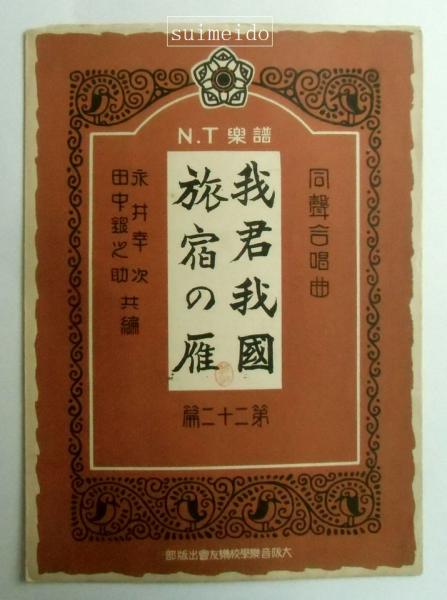 suimeido
N.T 樂譜
同聲合唱曲
我君我國
旅宿の雁
永井幸次
田中銀之助 共編
第二十二篇
大阪音樂學校樂友會出版部